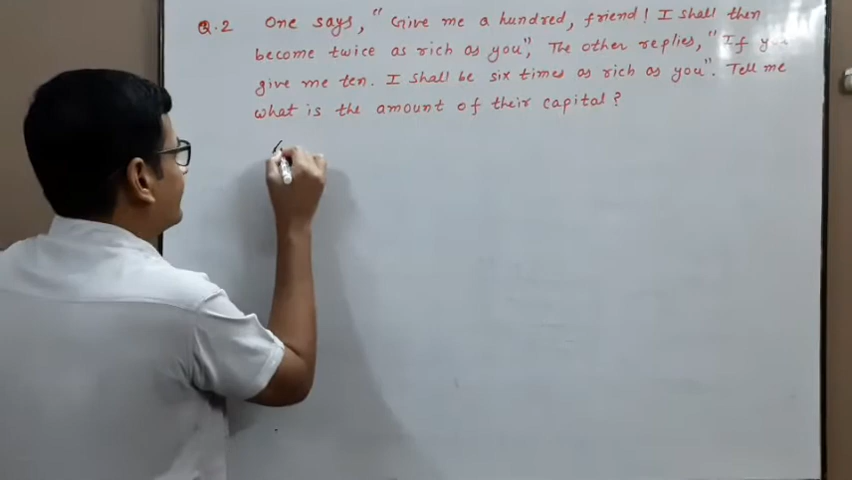 Q.2 One says, "Give me a hundred, friend! I shall then
become twice as rich as you", The other replies, "If
give me ten. I shall be six times as rich as you". Tell me
what is the amount of their capital?